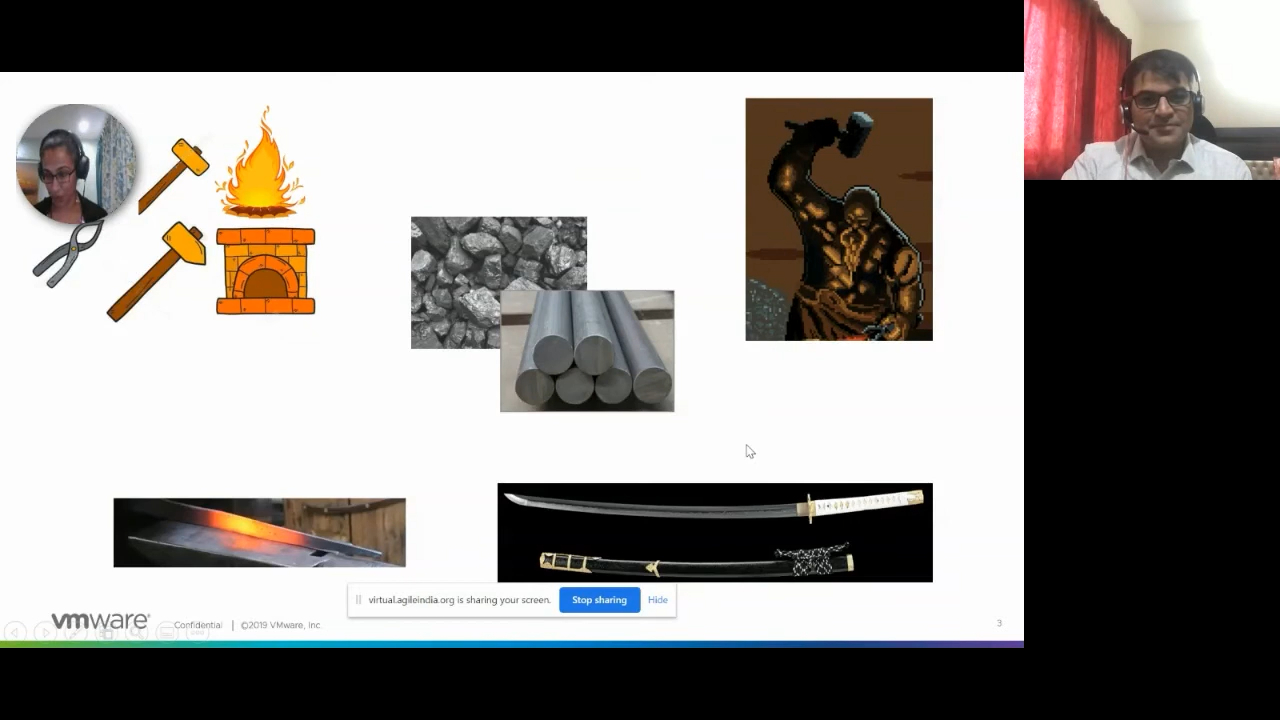 virtual.agileindia.org is sharing your screen. Stop sharing Hide
vmware® Confidential | ©2019 VMware, Inc. 3